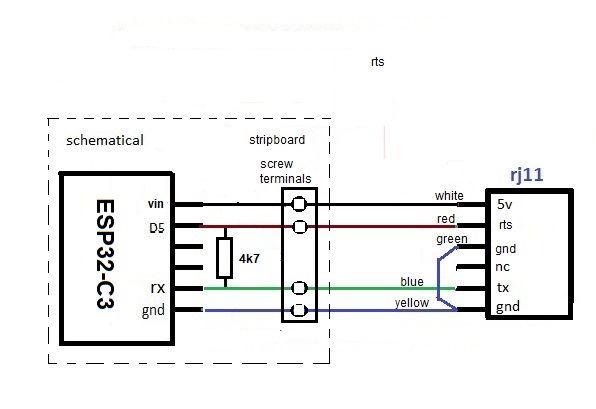 rts
schematical
stripboard
screw
terminals
rj11
ESP32-C3
vin
D5
rx
gnd
4k7
white
red
green
blue
yellow
5v
rts
gnd
nc
tx
gnd